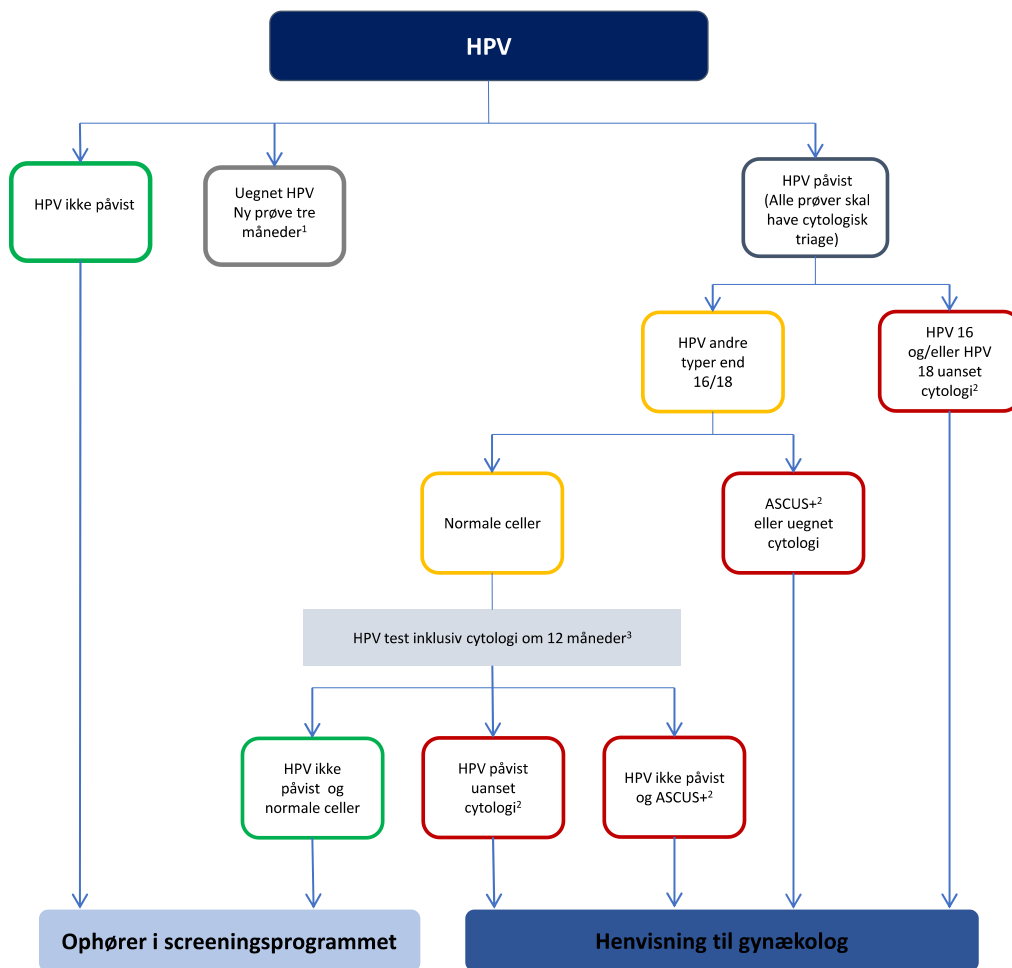 HPV
HPV ikke påvist
Uegnet HPV
Ny prøve tre
måneder¹
HPV påvist
(Alle prøver skal
have cytologisk
triage)
HPV andre
typer end
16/18
HPV 16
og/eller HPV
18 uanset
cytologi²
Normale celler
ASCUS+²
eller uegnet
cytologi
HPV test inklusiv cytologi om 12 måneder³
HPV ikke
påvist og
normale celler
HPV påvist
uanset
cytologi²
HPV ikke påvist
og ASCUS+²
Ophører i screeningsprogrammet
Henvisning til gynækolog